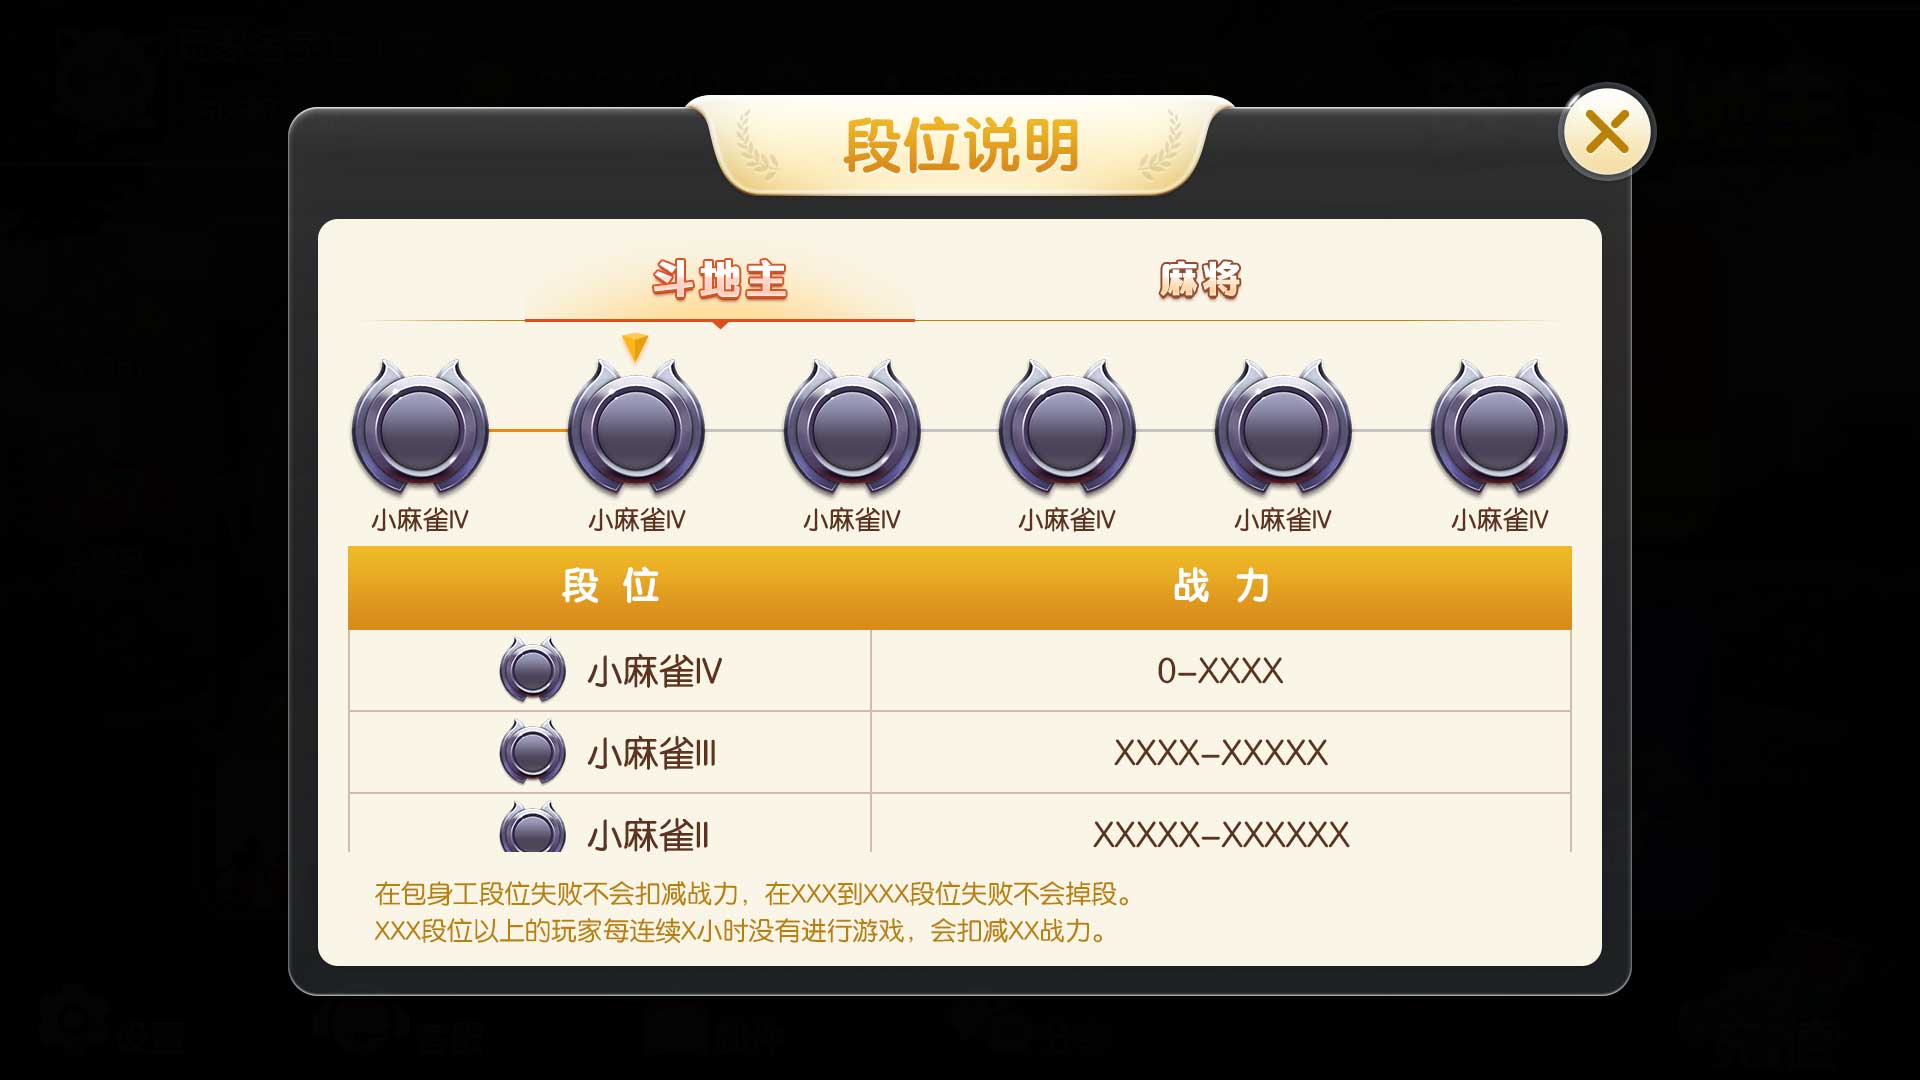 段位说明
斗地主 麻将
小麻雀IV 小麻雀IV 小麻雀IV 小麻雀IV 小麻雀IV 小麻雀IV
段 位 战 力
小麻雀IV 0-XXXX
小麻雀III XXXX-XXXXX
小麻雀II XXXXX-XXXXXX
在包身工段位失败不会扣减战力，在XXX到XXX段位失败不会掉段。
XXX段位以上的玩家每连续X小时没有进行游戏，会扣减XX战力。